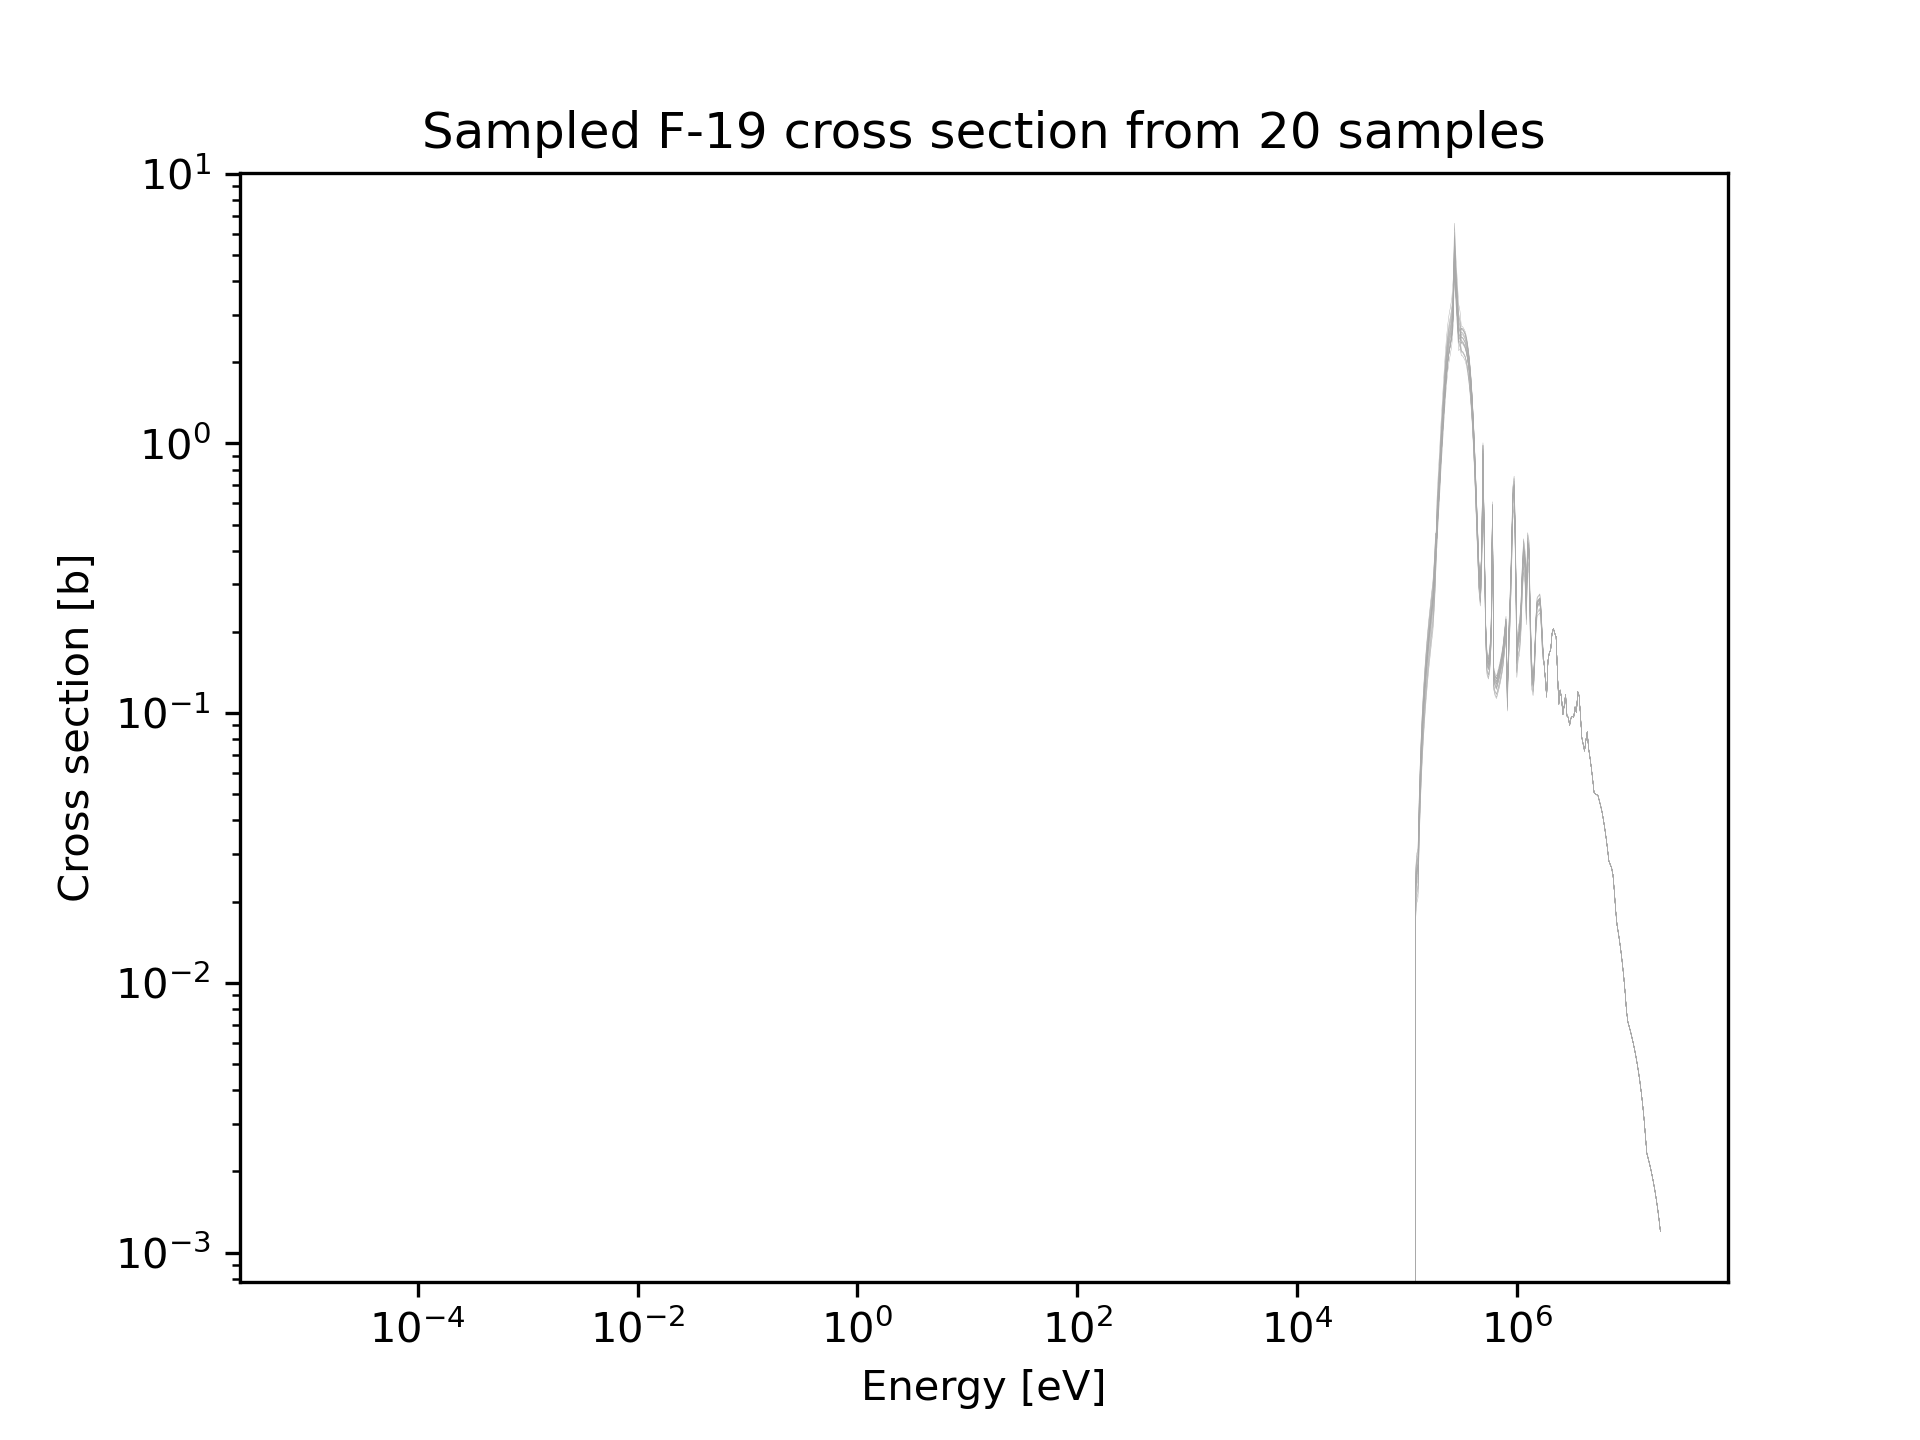 Sampled F-19 cross section from 20 samples
10¹
10⁰
10⁻¹
10⁻²
10⁻³
Cross section [b]
10⁻⁴ 10⁻² 10⁰ 10² 10⁴ 10⁶
Energy [eV]